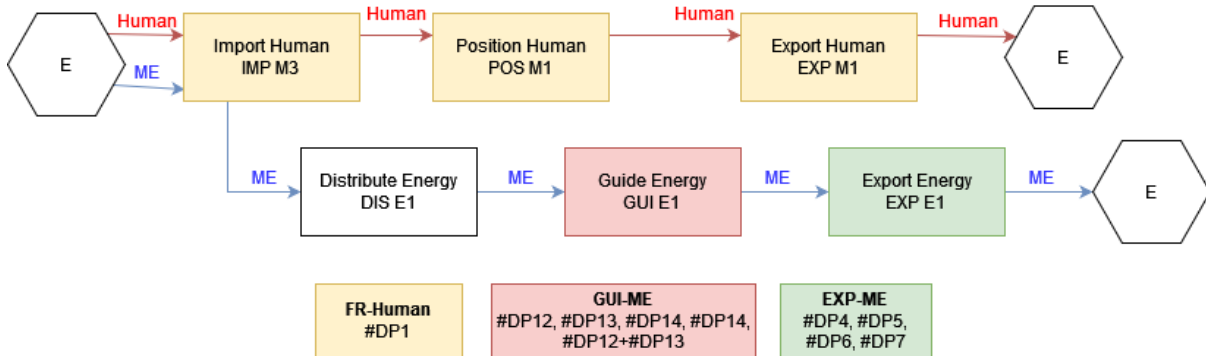 Human
Human
Human
Human
E
ME
Import Human
IMP M3
Position Human
POS M1
Export Human
EXP M1
E
ME
Distribute Energy
DIS E1
ME
Guide Energy
GUI E1
ME
Export Energy
EXP E1
ME
E
FR-Human
#DP1
GUI-ME
#DP12, #DP13, #DP14, #DP14,
#DP12+#DP13
EXP-ME
#DP4, #DP5,
#DP6, #DP7